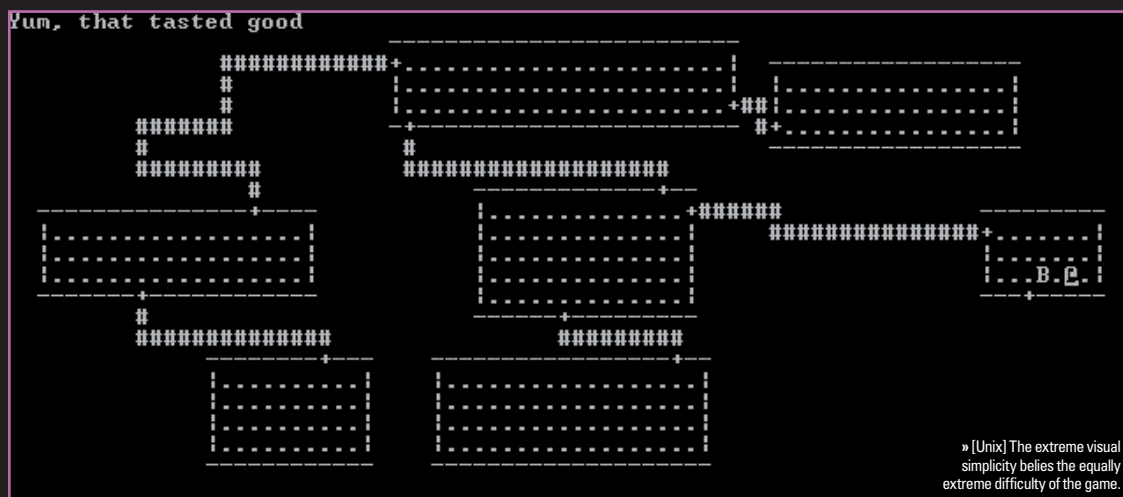 Yum, that tasted good
B.@
» [Unix] The extreme visual
simplicity belies the equally
extreme difficulty of the game.